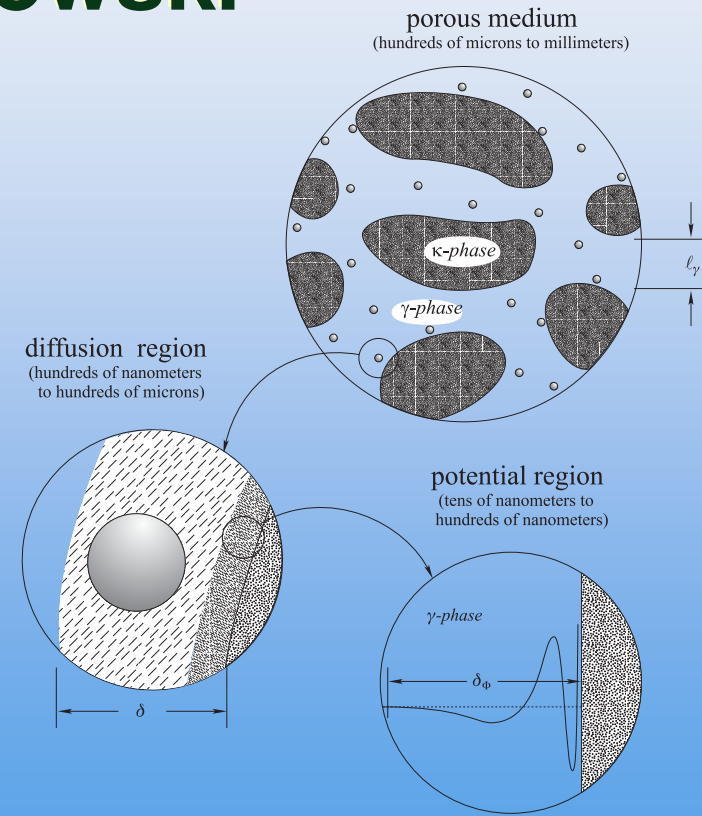 porous medium
(hundreds of microns to millimeters)
κ-phase
ℓγ
γ-phase
diffusion region
(hundreds of nanometers
to hundreds of microns)
potential region
(tens of nanometers to
hundreds of nanometers)
γ-phase
δΦ
δ